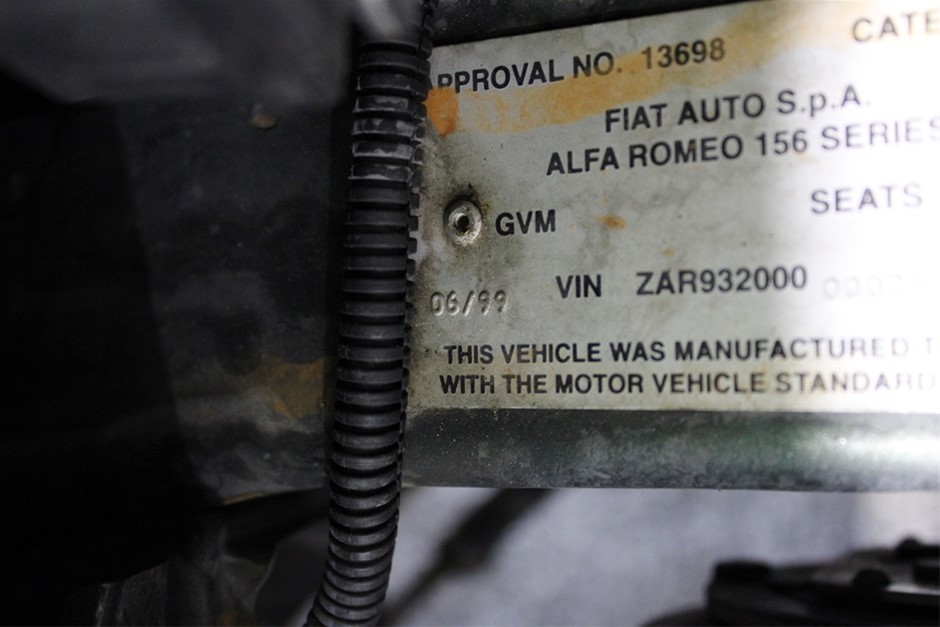 APPROVAL NO. 13698 CATE
FIAT AUTO S.p.A.
ALFA ROMEO 156 SERIES
SEATS
GVM
06/99 VIN ZAR932000
THIS VEHICLE WAS MANUFACTURED
WITH THE MOTOR VEHICLE STANDARD